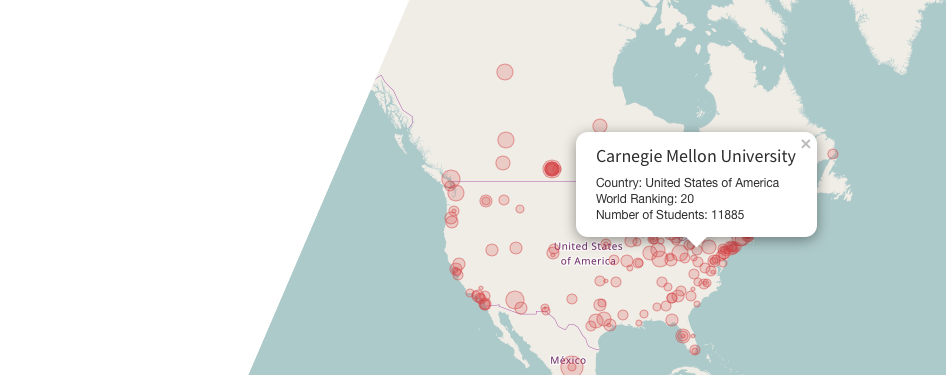 ×
Carnegie Mellon University
Country: United States of America
World Ranking: 20
Number of Students: 11885
United States
of America
México